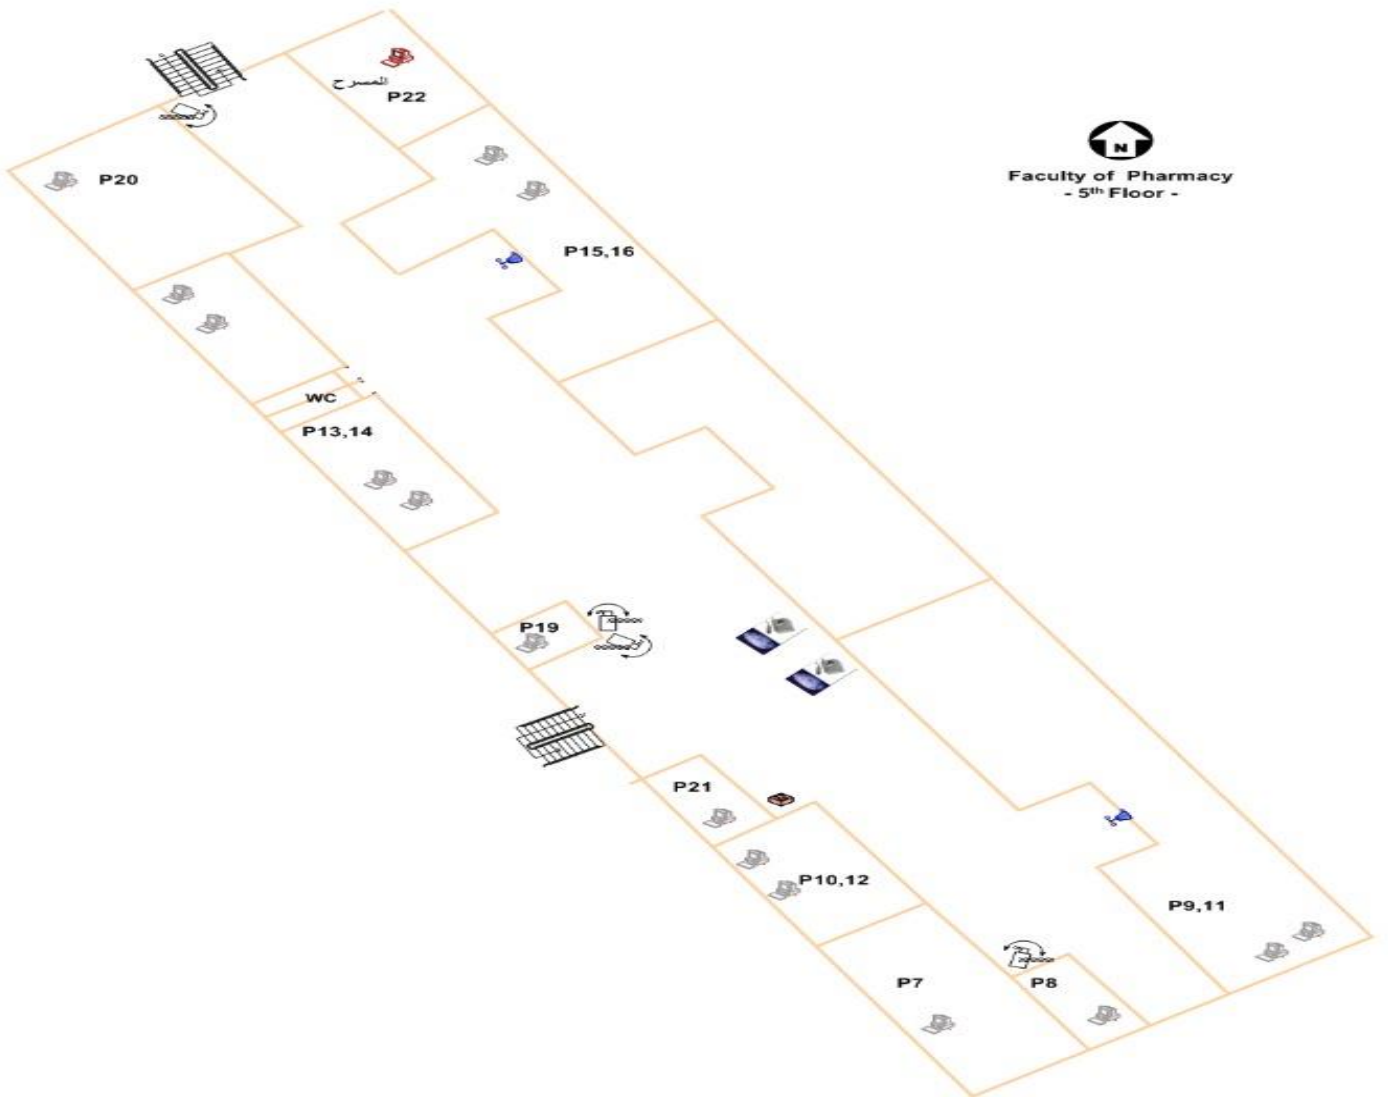 المسرح
P22
N
Faculty of Pharmacy
- 5th Floor -
P20
P15,16
WC
P13,14
P19
P21
P10,12
P9,11
P7
P8